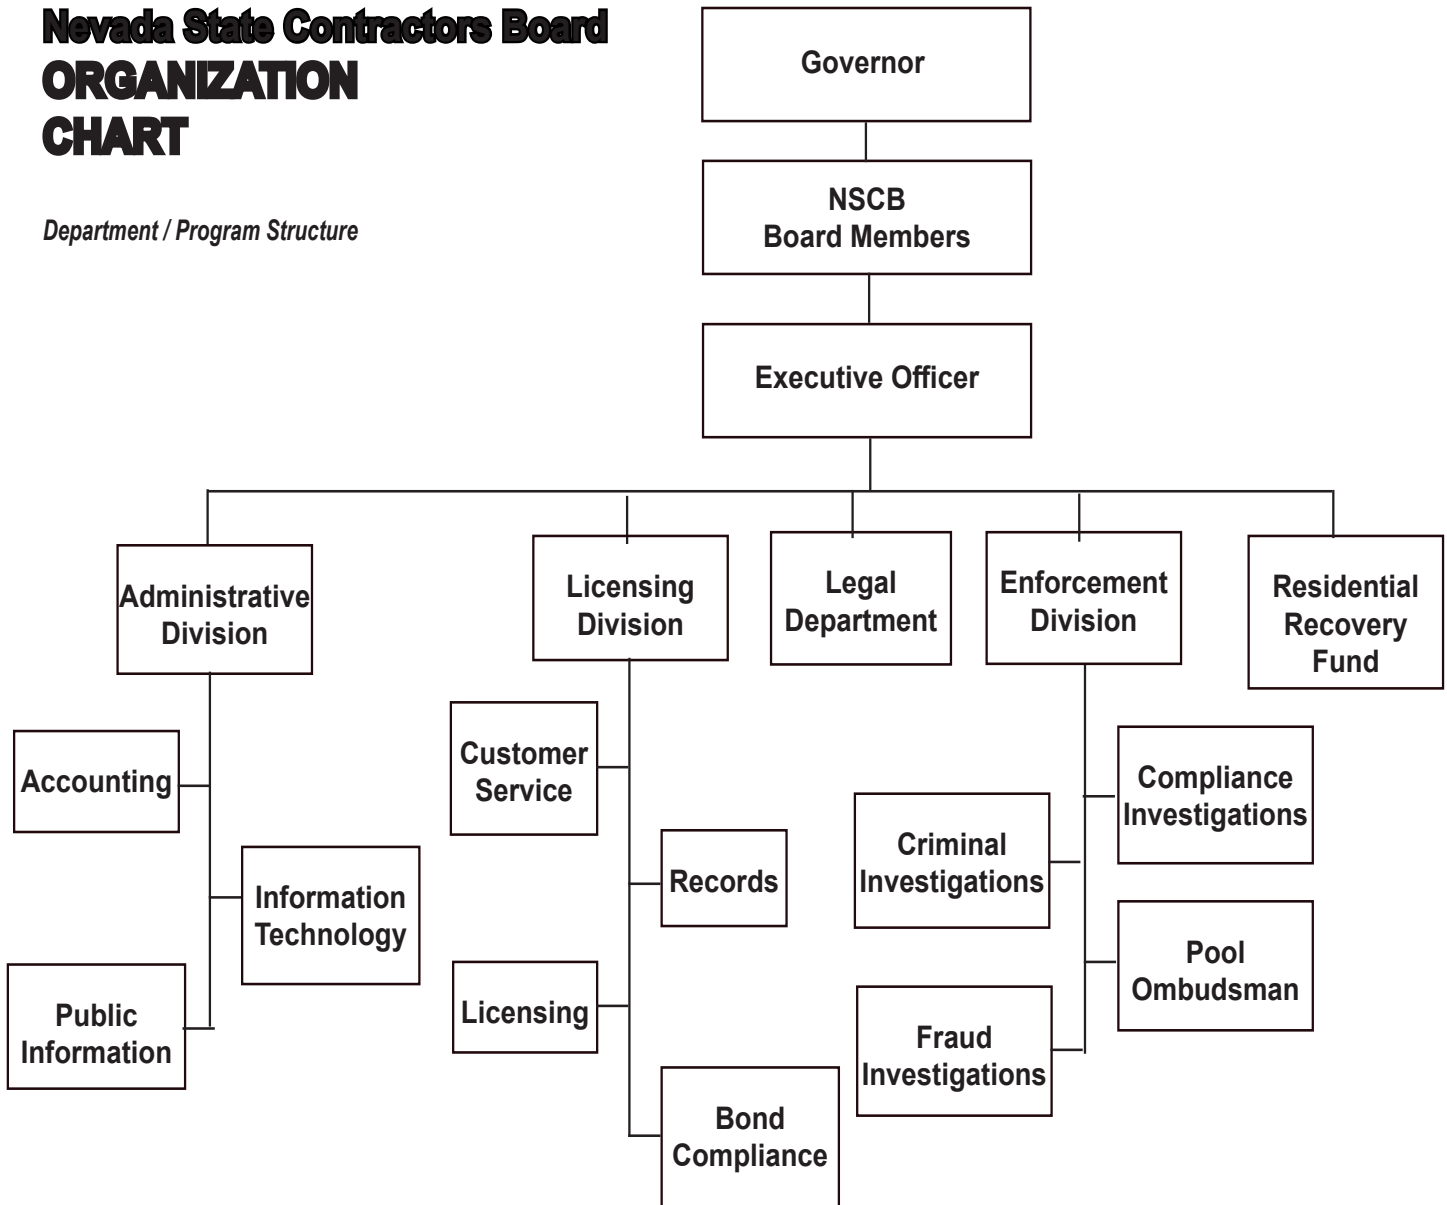 Nevada State Contractors Board
ORGANIZATION
CHART
Department / Program Structure
Governor
NSCB
Board Members
Executive Officer
Administrative
Division
Licensing
Division
Legal
Department
Enforcement
Division
Residential
Recovery
Fund
Accounting
Information
Technology
Public
Information
Customer
Service
Records
Licensing
Bond
Compliance
Compliance
Investigations
Criminal
Investigations
Pool
Ombudsman
Fraud
Investigations